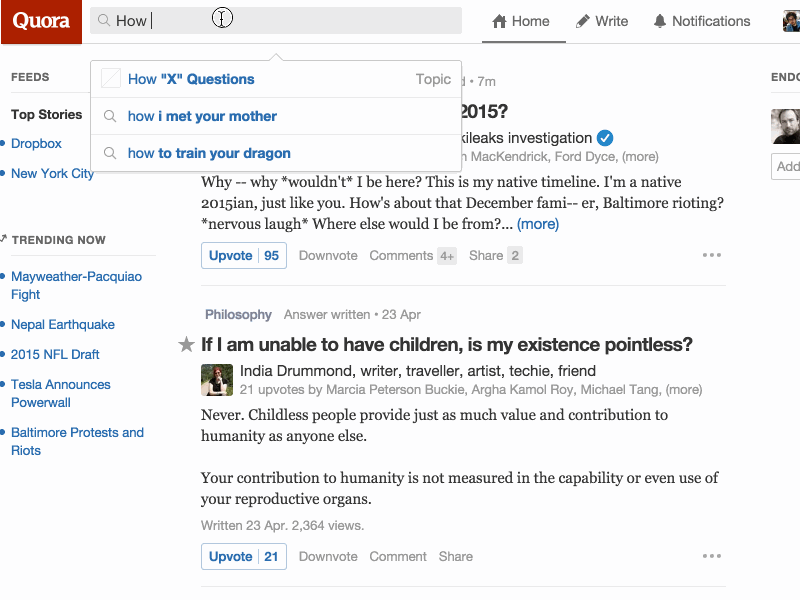 Quora
How
Home
Write
Notifications
How "X" Questions Topic
how i met your mother
how to train your dragon
FEEDS
Top Stories
Dropbox
New York City
TRENDING NOW
Mayweather-Pacquiao
Fight
Nepal Earthquake
2015 NFL Draft
Tesla Announces
Powerwall
Baltimore Protests and
Riots
• 7m
2015?
kileaks investigation
MacKendrick, Ford Dyce, (more)
Why -- why *wouldn't* I be here? This is my native timeline. I'm a native
2015ian, just like you. How's about that December fami-- er, Baltimore rioting?
*nervous laugh* Where else would I be from?... (more)
Upvote 95 Downvote Comments 4+ Share 2
Philosophy Answer written • 23 Apr
If I am unable to have children, is my existence pointless?
India Drummond, writer, traveller, artist, techie, friend
21 upvotes by Marcia Peterson Buckie, Argha Kamol Roy, Michael Tang, (more)
Never. Childless people provide just as much value and contribution to
humanity as anyone else.
Your contribution to humanity is not measured in the capability or even use of
your reproductive organs.
Written 23 Apr. 2,364 views.
Upvote 21 Downvote Comment Share
ENDO
Add